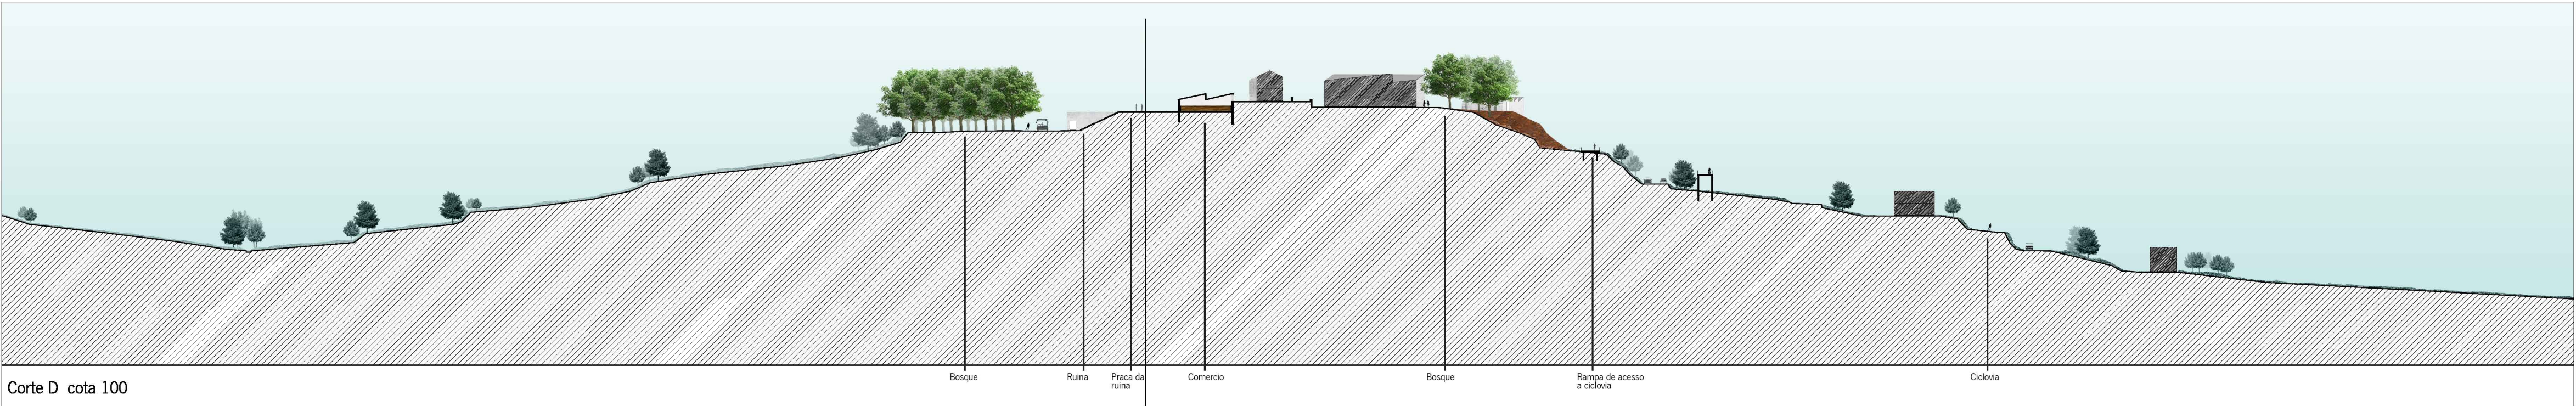 Bosque
Ruina
Praca da
ruina
Comercio
Bosque
Rampa de acesso
a ciclovia
Ciclovia
Corte D cota 100